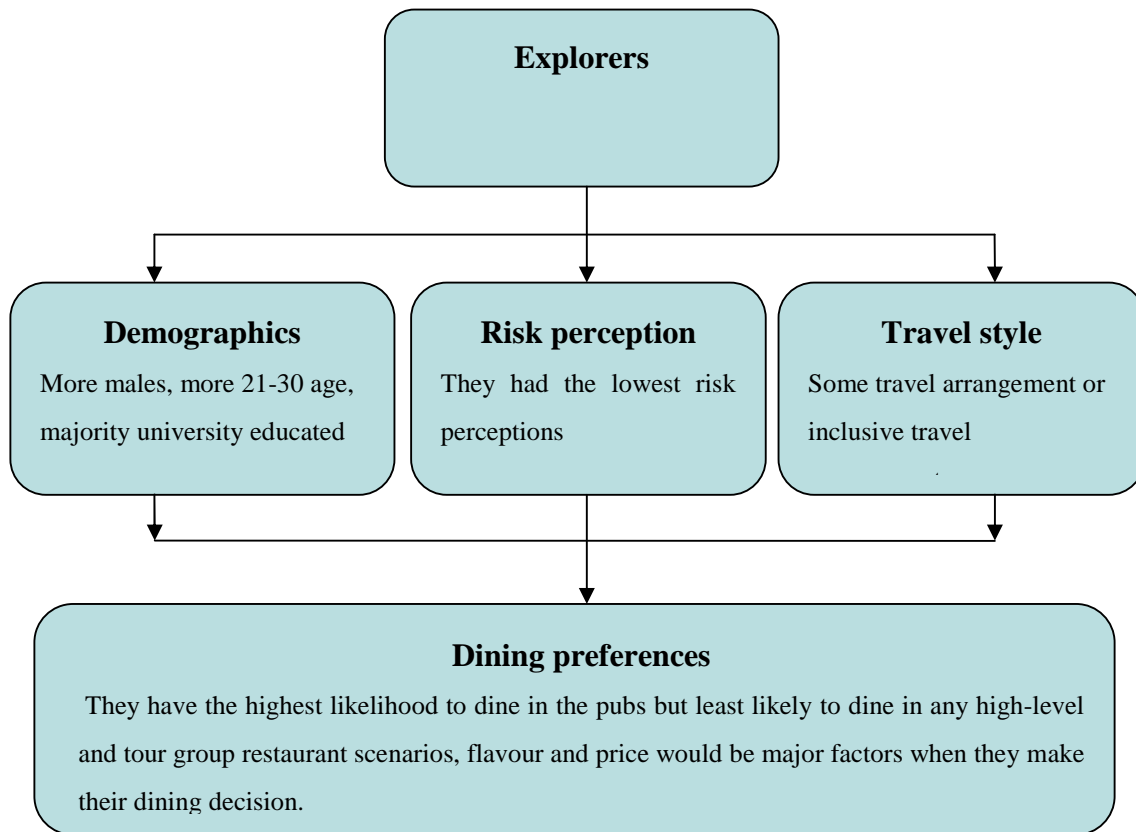 Explorers
Demographics
More males, more 21-30 age,
majority university educated
Risk perception
They had the lowest risk
perceptions
Travel style
Some travel arrangement or
inclusive travel
Dining preferences
They have the highest likelihood to dine in the pubs but least likely to dine in any high-level
and tour group restaurant scenarios, flavour and price would be major factors when they make
their dining decision.